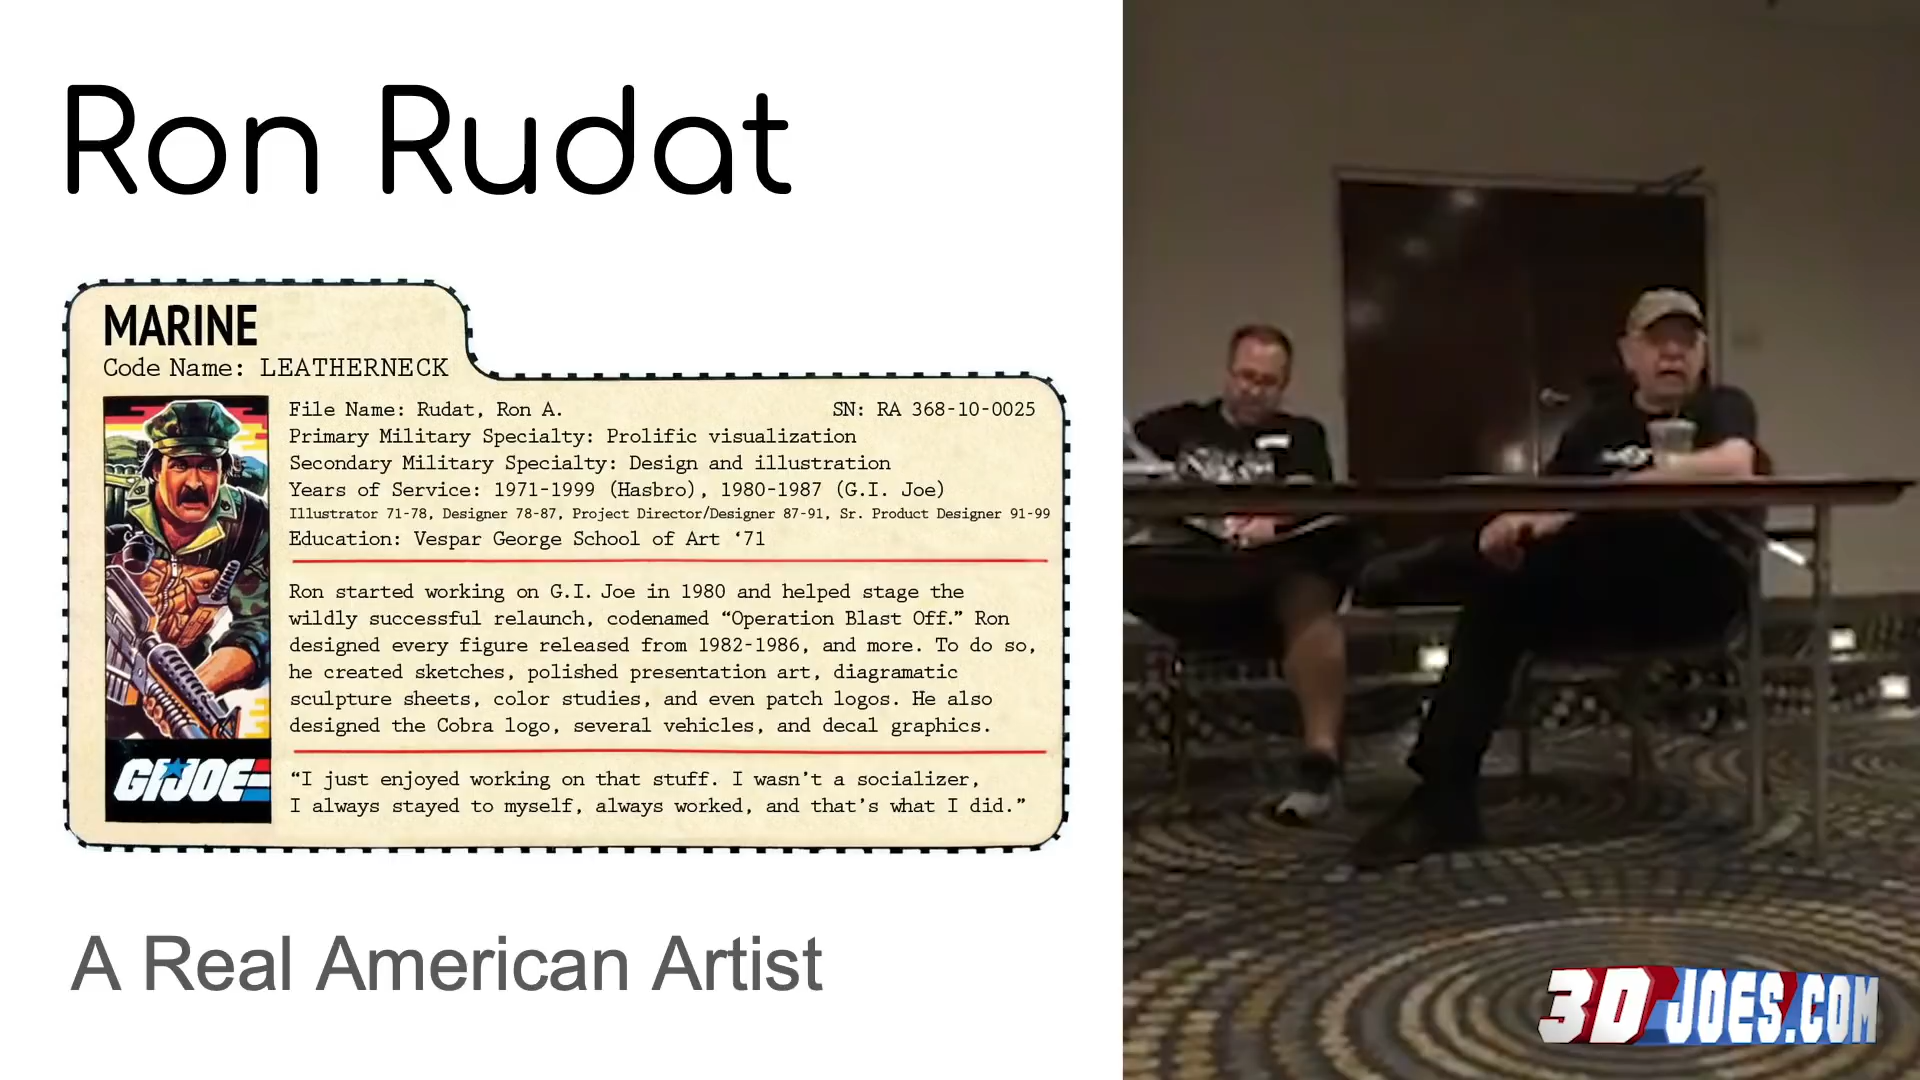 Ron Rudat
MARINE
Code Name: LEATHERNECK
File Name: Rudat, Ron A. SN: RA 368-10-0025
Primary Military Specialty: Prolific visualization
Secondary Military Specialty: Design and illustration
Years of Service: 1971-1999 (Hasbro), 1980-1987 (G.I. Joe)
Illustrator 71-78, Designer 78-87, Project Director/Designer 87-91, Sr. Product Designer 91-99
Education: Vespar George School of Art ‘71
Ron started working on G.I. Joe in 1980 and helped stage the
wildly successful relaunch, codenamed “Operation Blast Off.” Ron
designed every figure released from 1982-1986, and more. To do so,
he created sketches, polished presentation art, diagramatic
sculpture sheets, color studies, and even patch logos. He also
designed the Cobra logo, several vehicles, and decal graphics.
“I just enjoyed working on that stuff. I wasn’t a socializer,
I always stayed to myself, always worked, and that’s what I did.”
GI JOE
A Real American Artist
3DJOES.COM